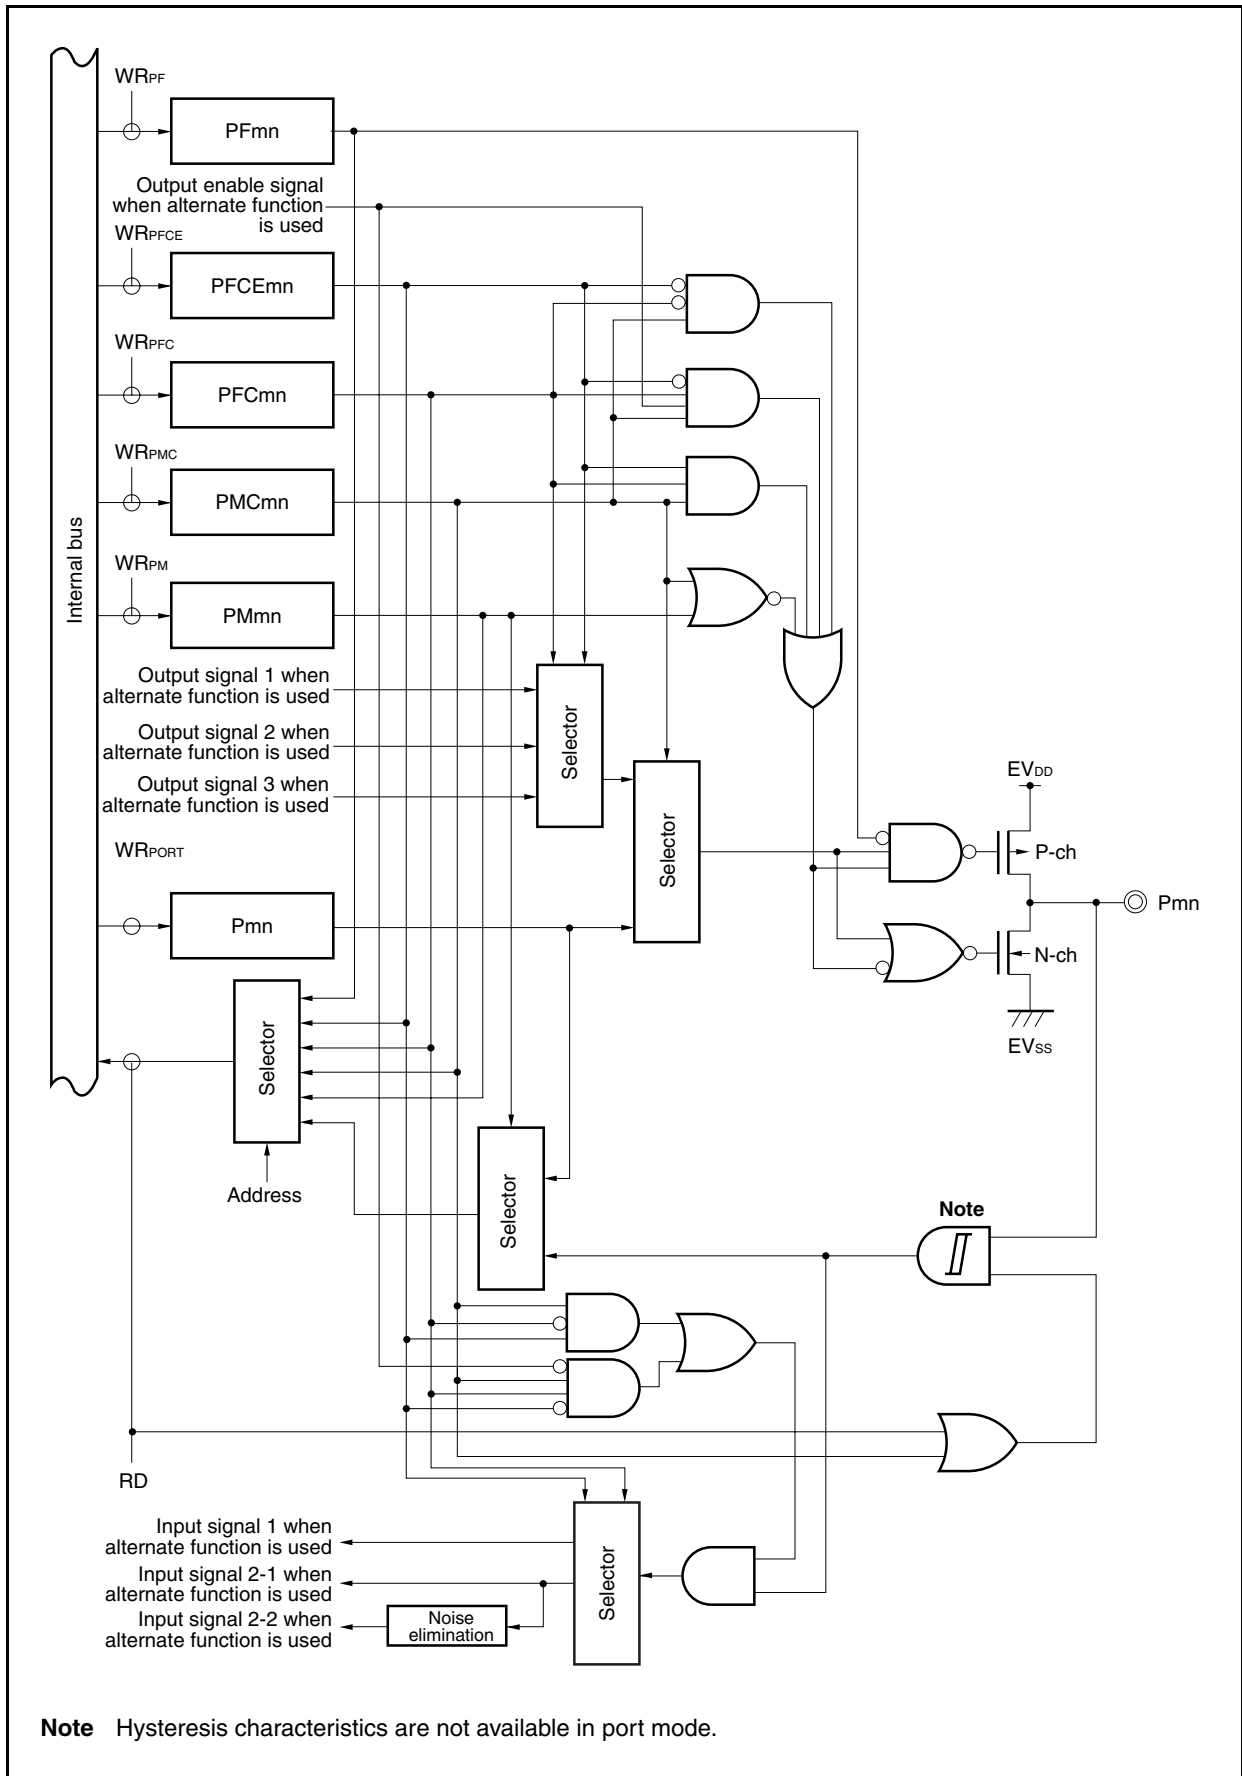 WRPF
PFmn
Output enable signal
when alternate function
is used
WRPFCE
PFCEmn
WRPFC
PFCmn
WRPMC
PMCmn
Internal bus
WRPM
PMmn
Output signal 1 when
alternate function is used
Output signal 2 when
alternate function is used
Output signal 3 when
alternate function is used
Selector
Selector
EVDD
P-ch
WRPORT
Pmn
Pmn
N-ch
EVSS
Selector
Address
Selector
Note
RD
Input signal 1 when
alternate function is used
Input signal 2-1 when
alternate function is used
Input signal 2-2 when
alternate function is used
Noise
elimination
Selector
Note Hysteresis characteristics are not available in port mode.